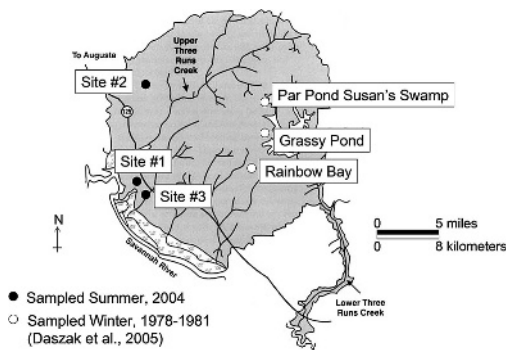 Upper
Three
Runs
Creek
To Augusta
Site #2
125
Par Pond Susan's Swamp
Grassy Pond
Site #1
Rainbow Bay
Site #3
N
0 5 miles
0 8 kilometers
Savannah River
Sampled Summer, 2004
Lower Three
Runs Creek
Sampled Winter, 1978-1981
(Daszak et al., 2005)